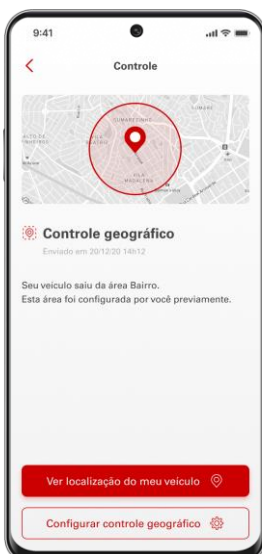 9:41
Controle
SUMAREZINHO
SUMARÉ
ALTO DE
PINHEIROS
VILA
BEATRIZ
VILA
MADALENA
Controle geográfico
Enviado em 20/12/20 14h12
Seu veículo saiu da área Bairro.
Esta área foi configurada por você previamente.
Ver localização do meu veículo
Configurar controle geográfico